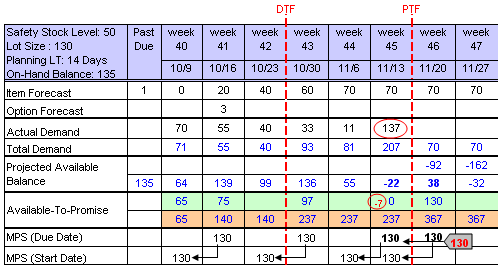 DTF PTF
Safety Stock Level: 50 Past week week week week week week week week
Lot Size : 130 Due 40 41 42 43 44 45 46 47
Planning LT: 14 Days
On-Hand Balance: 135 10/9 10/16 10/23 10/30 11/6 11/13 11/20 11/27
Item Forecast 1 0 20 40 60 70 70 70 70
Option Forecast 3
Actual Demand 70 55 40 33 11 137
Total Demand 71 55 40 93 81 207 70 70
Projected Available -92 -162
Balance 135 64 139 99 136 55 -22 38 -32
Available-To-Promise 65 75 97 -7 0 130
65 140 140 237 237 237 367 367
MPS (Due Date) 130 130 130 130 130
MPS (Start Date) 130 130 130 130